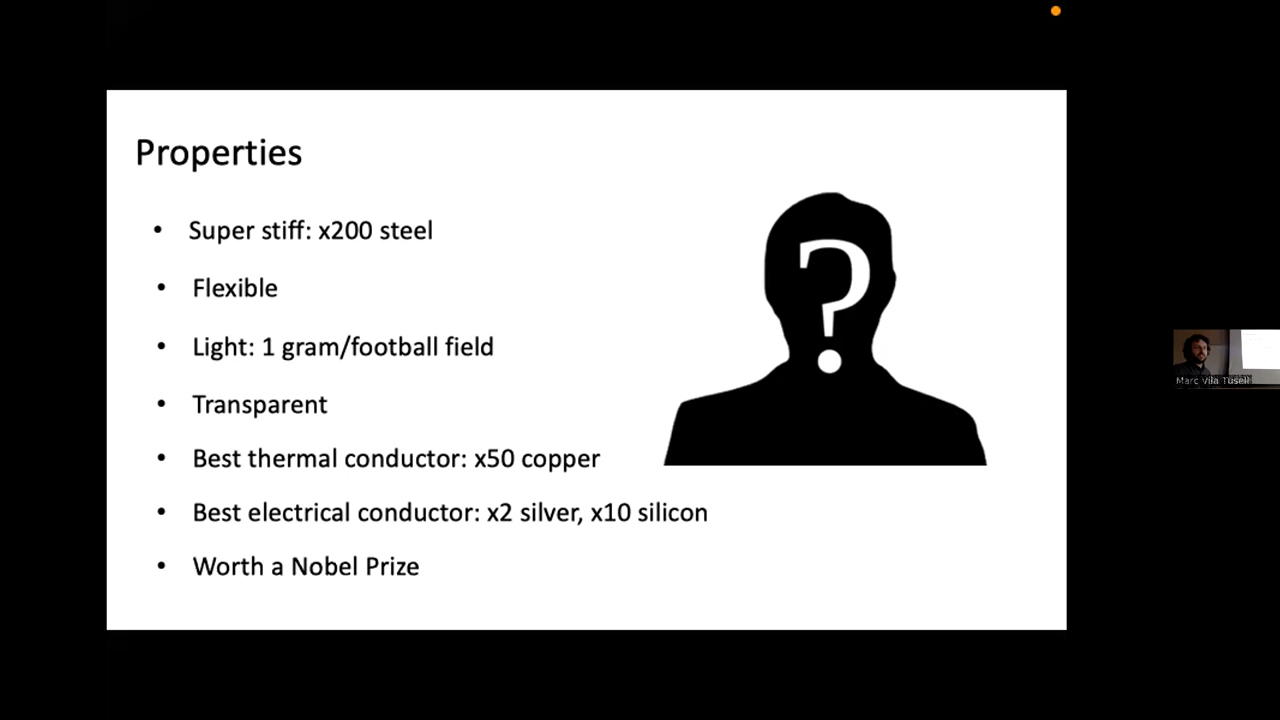 Properties
• Super stiff: x200 steel
• Flexible
• Light: 1 gram/football field
• Transparent
• Best thermal conductor: x50 copper
• Best electrical conductor: x2 silver, x10 silicon
• Worth a Nobel Prize
?
Marc Vila Tusell